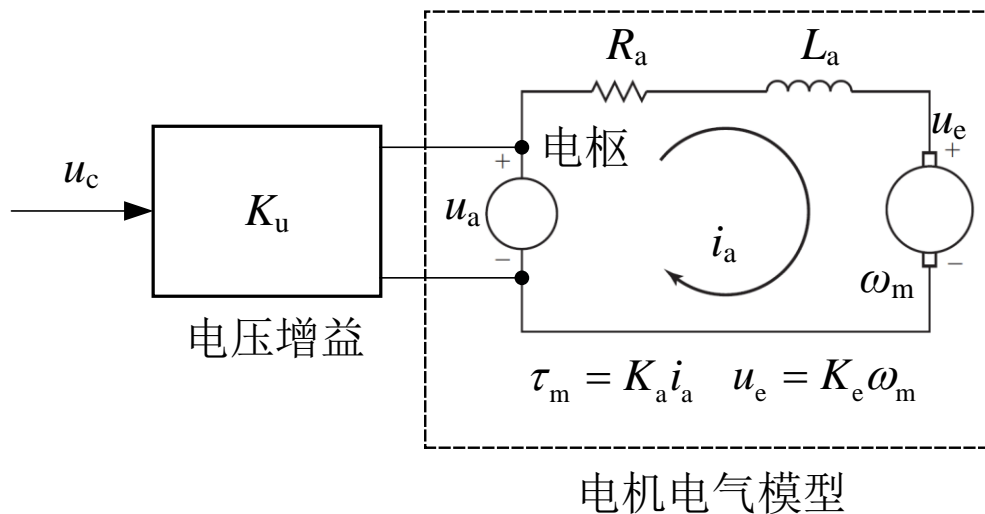 R_a
L_a
u_e
+
电枢
+
u_c
K_u
u_a
i_a
−
−
ω_m
电压增益
τ_m = K_a i_a   u_e = K_e ω_m
电机电气模型